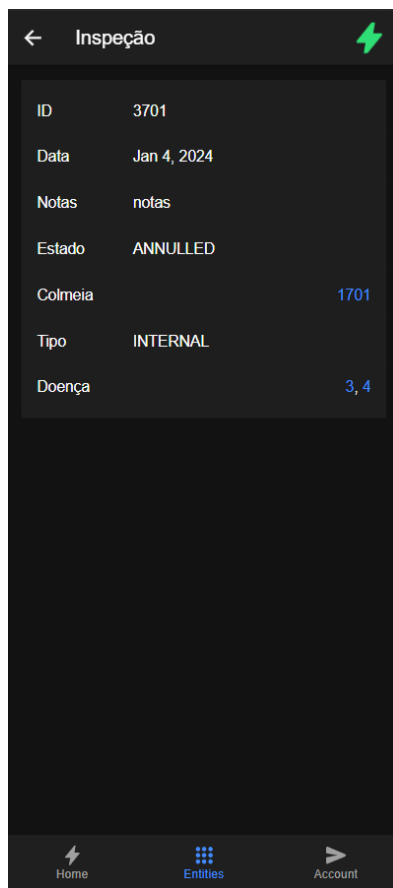 Inspeção
ID 3701
Data Jan 4, 2024
Notas notas
Estado ANNULLED
Colmeia 1701
Tipo INTERNAL
Doença 3, 4
Home Entities Account